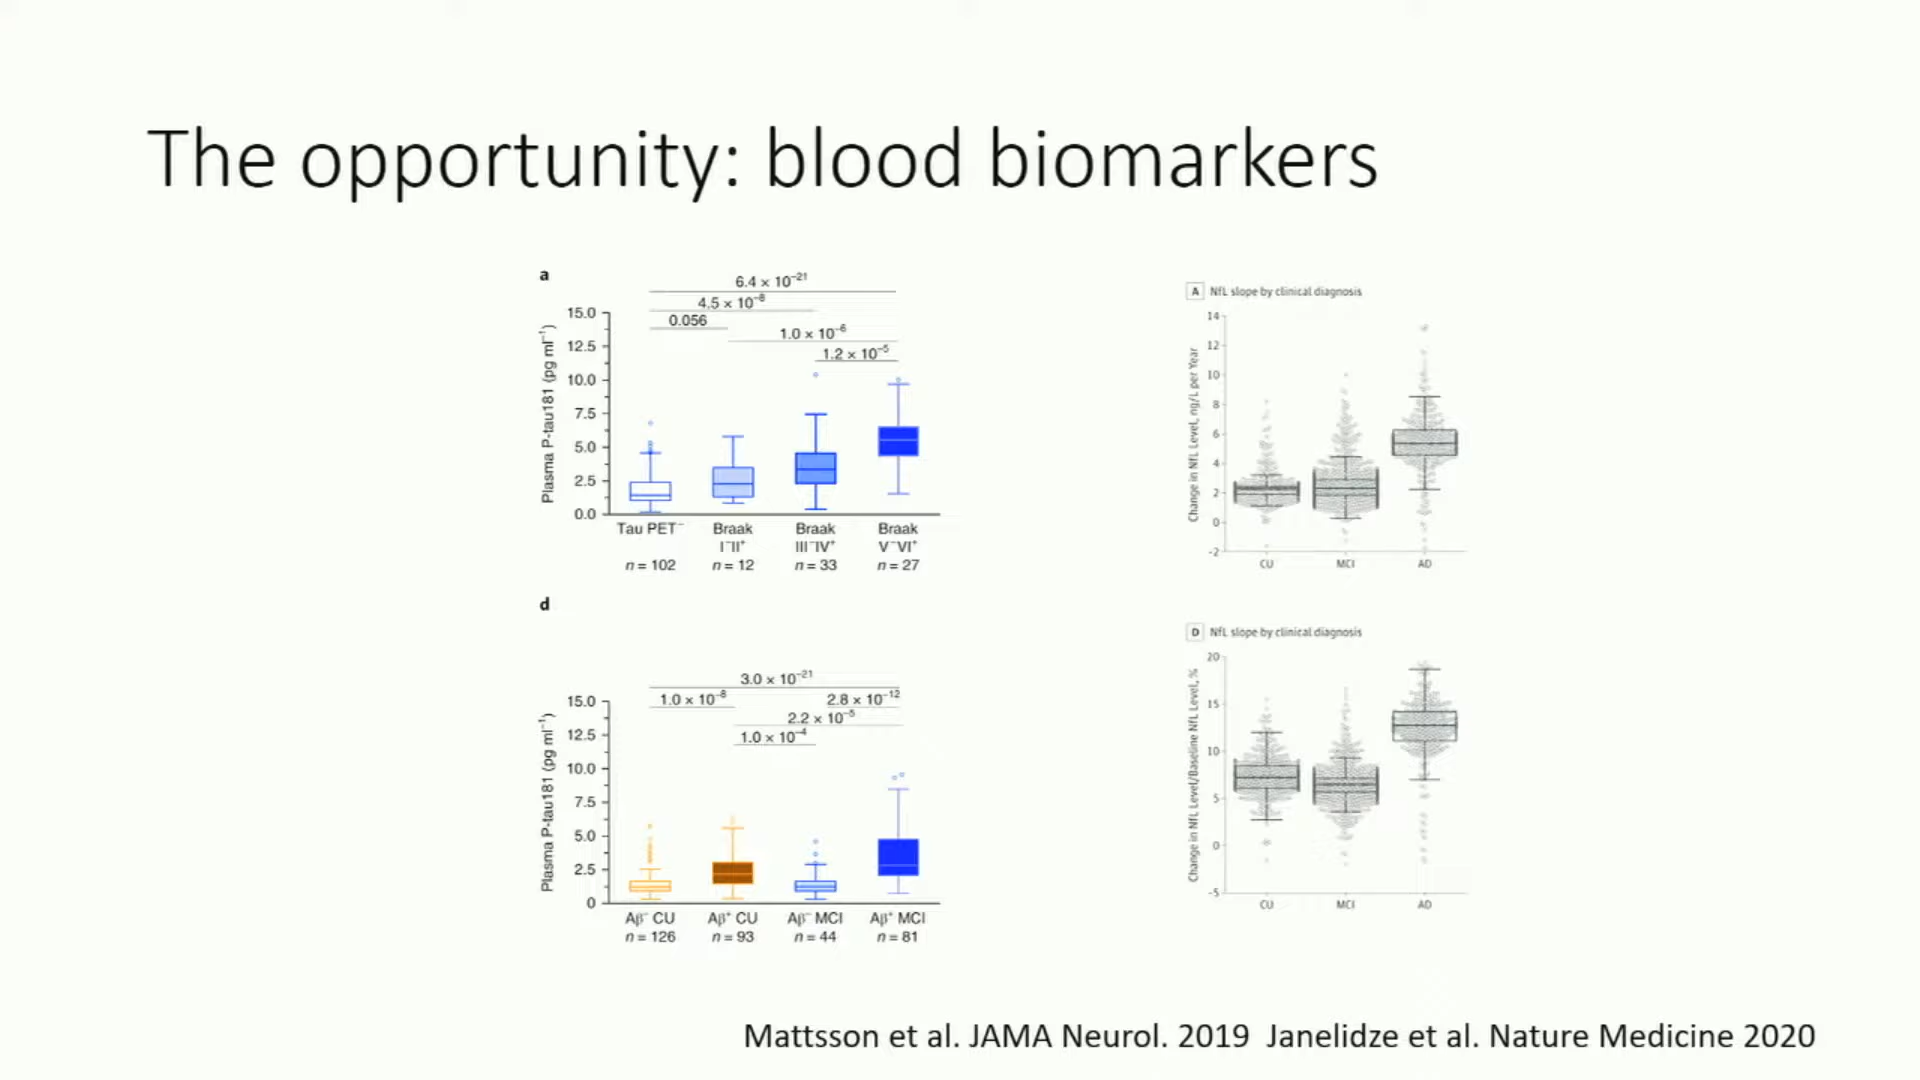 The opportunity: blood biomarkers
a
6.4 × 10⁻²¹
4.5 × 10⁻⁸
0.056
1.0 × 10⁻⁶
1.2 × 10⁻⁵
Plasma P-tau181 (pg ml⁻¹)
15.0
12.5
10.0
7.5
5.0
2.5
0.0
Tau PET⁻ Braak Braak Braak
I⁻II⁺ III⁻IV⁺ V⁻VI⁺
n = 102 n = 12 n = 33 n = 27
d
3.0 × 10⁻²¹
1.0 × 10⁻⁸ 2.8 × 10⁻¹²
2.2 × 10⁻⁵
1.0 × 10⁻⁴
Plasma P-tau181 (pg ml⁻¹)
15.0
12.5
10.0
7.5
5.0
2.5
0
Aβ⁻ CU Aβ⁺ CU Aβ⁻ MCI Aβ⁺ MCI
n = 126 n = 93 n = 44 n = 81
A NfL slope by clinical diagnosis
Change in NfL Level, ng/L per Year
14
12
10
8
6
4
2
0
-2
CU MCI AD
D NfL slope by clinical diagnosis
Change in NfL Level/Baseline NfL Level, %
20
15
10
5
0
-5
CU MCI AD
Mattsson et al. JAMA Neurol. 2019 Janelidze et al. Nature Medicine 2020